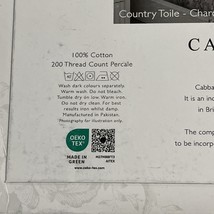 Country Toile - Char
CA
100% Cotton
200 Thread Count Percale
Wash dark colours separately.
Warm wash. Do not bleach.
Tumble dry on low. Warm iron.
Do not dry clean. For best
results iron whilst damp.
Manufactured in Pakistan.
Photography for illustration only.
OEKO
TEX®
MADE IN
GREEN
www.oeko-tex.com
Cabba
It is an in
in Bri
The comp
to be incorp